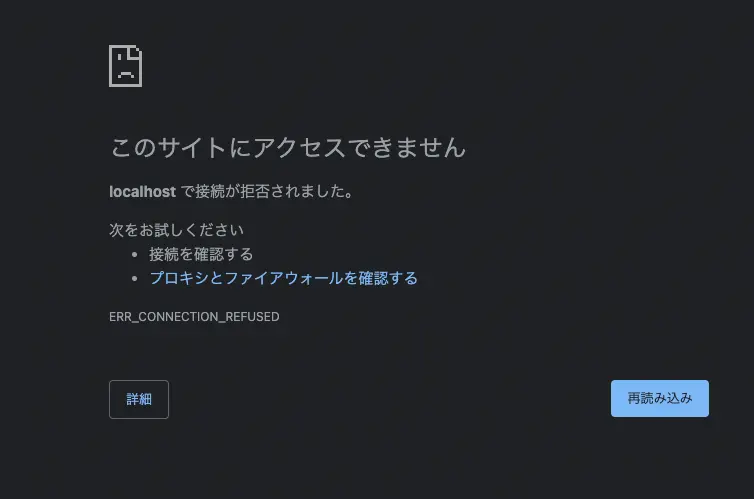 このサイトにアクセスできません
localhost で接続が拒否されました。
次をお試しください
• 接続を確認する
• プロキシとファイアウォールを確認する
ERR_CONNECTION_REFUSED
詳細
再読み込み